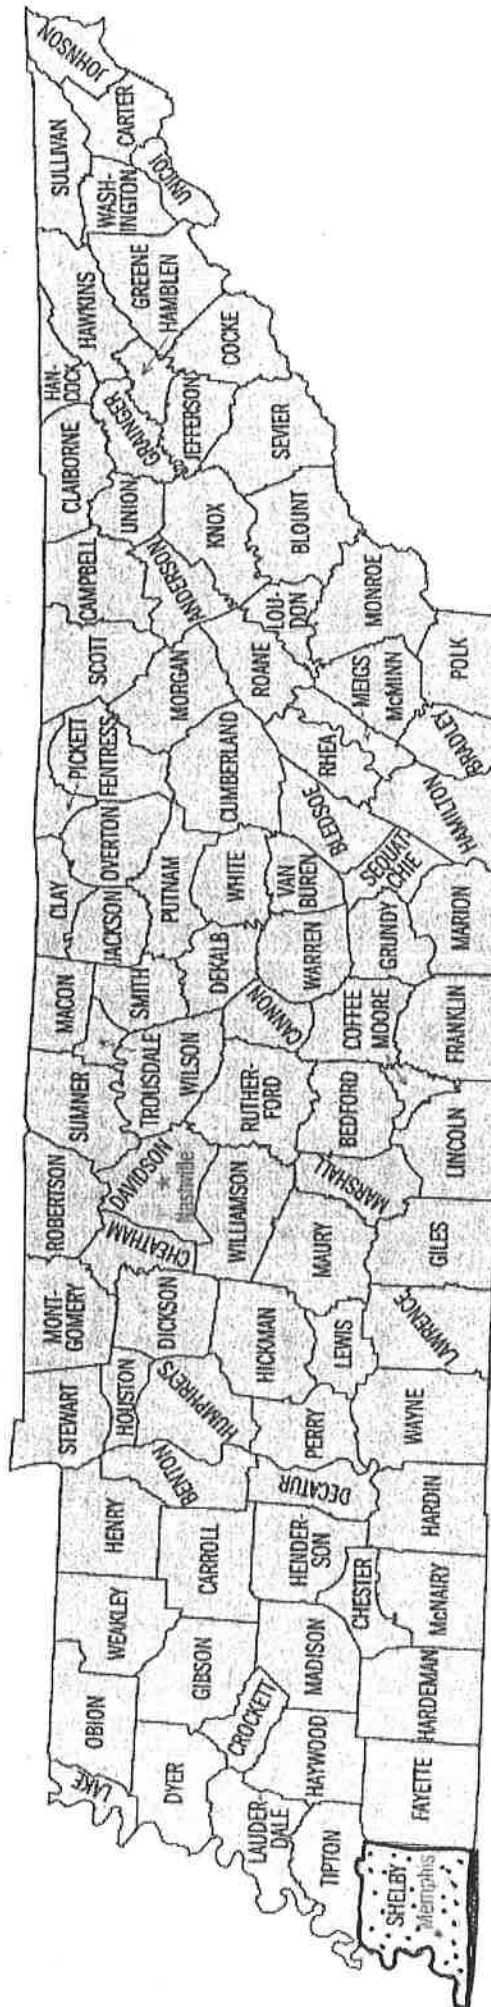 JOHNSON
SULLIVAN
CARTER
WASH-
INGTON
UNICOI
HAWKINS
GREENE
HAMBLEN
HAN-
COCK
GRAINGER
COCKE
CLAIBORNE
JEFFERSON
SEVIER
UNION
KNOX
BLOUNT
CAMPBELL
ANDERSON
LOU-
DON
MONROE
SCOTT
MORGAN
ROANE
MEIGS
McMINN
POLK
PICKETT
FENTRESS
CUMBERLAND
RHEA
BRADLEY
OVERTON
BLEDSOE
HAMILTON
CLAY
JACKSON
PUTNAM
WHITE
VAN
BUREN
SEQUAT
CHIE
MACON
SMITH
DEKALB
WARREN
GRUNDY
MARION
SUMNER
TROUSDALE
WILSON
CANNON
COFFEE
MOORE
FRANKLIN
RUTHER-
FORD
BEDFORD
LINCOLN
ROBERTSON
DAVIDSON
Nashville
CHEATHAM
WILLIAMSON
MARSHALL
MAURY
GILES
MONT-
GOMERY
DICKSON
HICKMAN
LEWIS
LAWRENCE
STEWART
HOUSTON
HUMPHREYS
PERRY
WAYNE
HENRY
BENTON
DECATUR
HARDIN
CARROLL
HENDER-
SON
CHESTER
McNAIRY
WEAKLEY
GIBSON
MADISON
HARDEMAN
OBION
CROCKETT
LAKE
DYER
HAYWOOD
FAYETTE
LAUDER-
DALE
TIPTON
SHELBY
Memphis